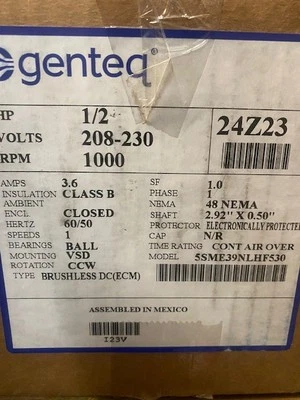 genteq®
HP 1/2
VOLTS 208-230
RPM 1000
24Z23
AMPS 3.6
INSULATION CLASS B
AMBIENT
ENCL. CLOSED
HERTZ 60/50
SPEEDS 1
BEARINGS BALL
MOUNTING VSD
ROTATION CCW
TYPE BRUSHLESS DC(ECM)
SF 1.0
PHASE 1
NEMA 48 NEMA
SHAFT 2.92" X 0.50"
PROTECTOR ELECTRONICALLY PROTECTED
CAP N/R
TIME RATING CONT AIR OVER
MODEL 5SME39NLHF530
ASSEMBLED IN MEXICO
I23V